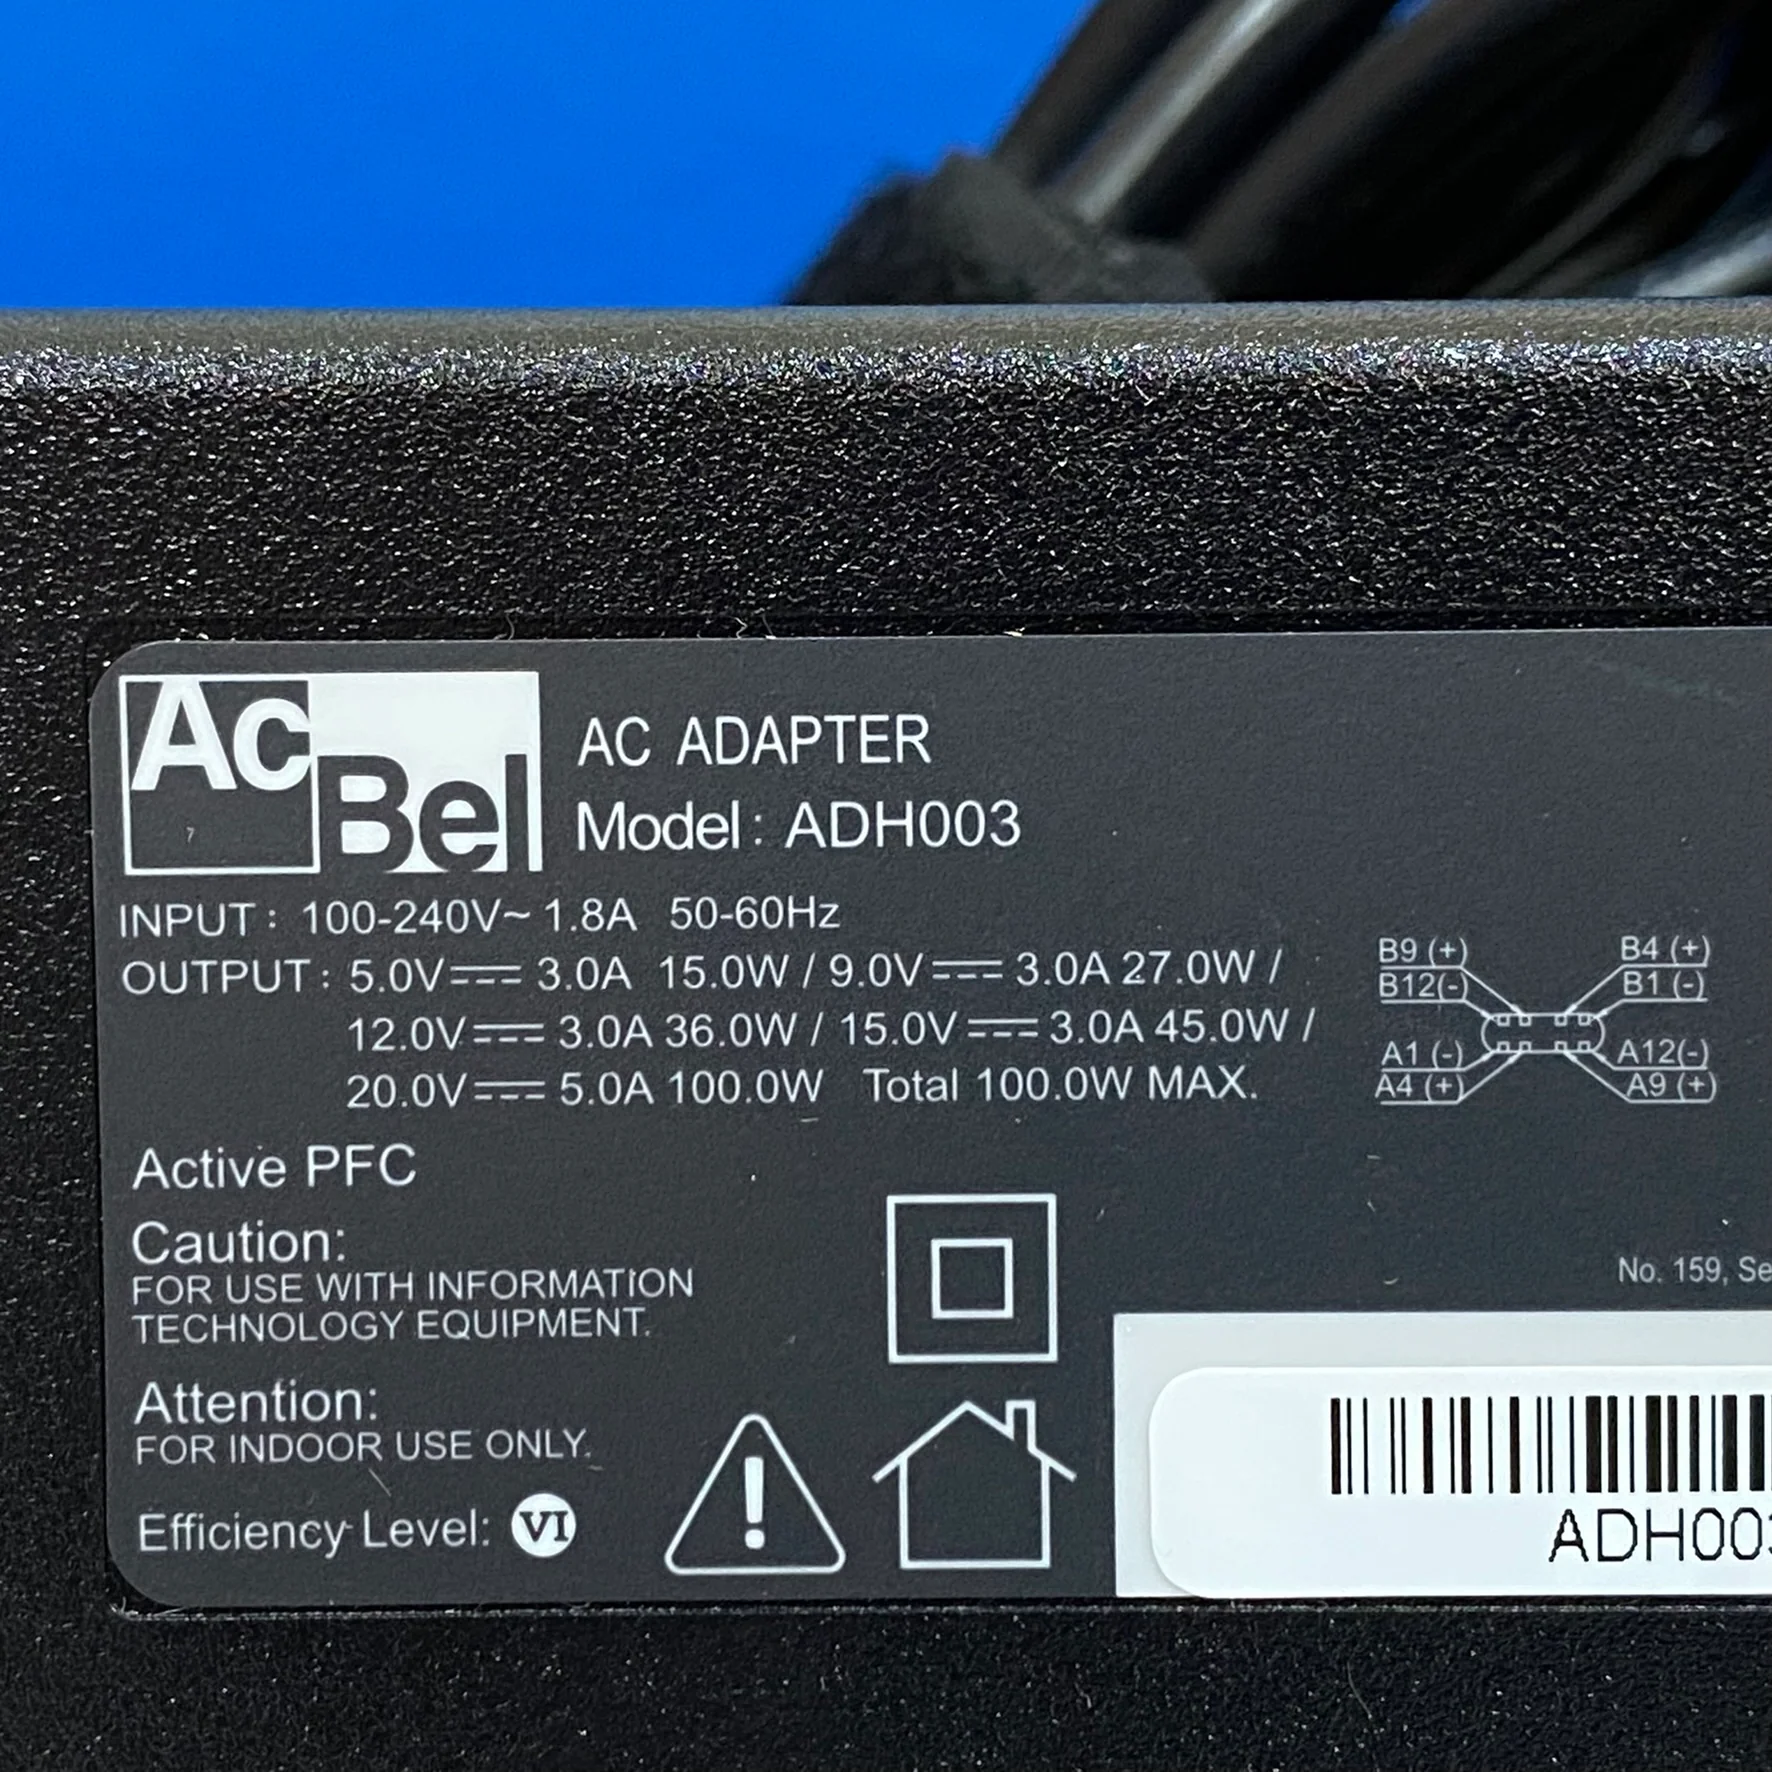 AcBel
AC ADAPTER
Model: ADH003
INPUT: 100-240V~ 1.8A 50-60Hz
OUTPUT: 5.0V⎓3.0A 15.0W / 9.0V⎓3.0A 27.0W /
12.0V⎓3.0A 36.0W / 15.0V⎓3.0A 45.0W /
20.0V⎓5.0A 100.0W Total 100.0W MAX.
B9 (+) B4 (+)
B12(-) B1 (-)
A1 (-) A12(-)
A4 (+) A9 (+)
Active PFC
Caution:
FOR USE WITH INFORMATION
TECHNOLOGY EQUIPMENT.
Attention:
FOR INDOOR USE ONLY.
Efficiency Level: VI
!
No. 159, Se
ADH003